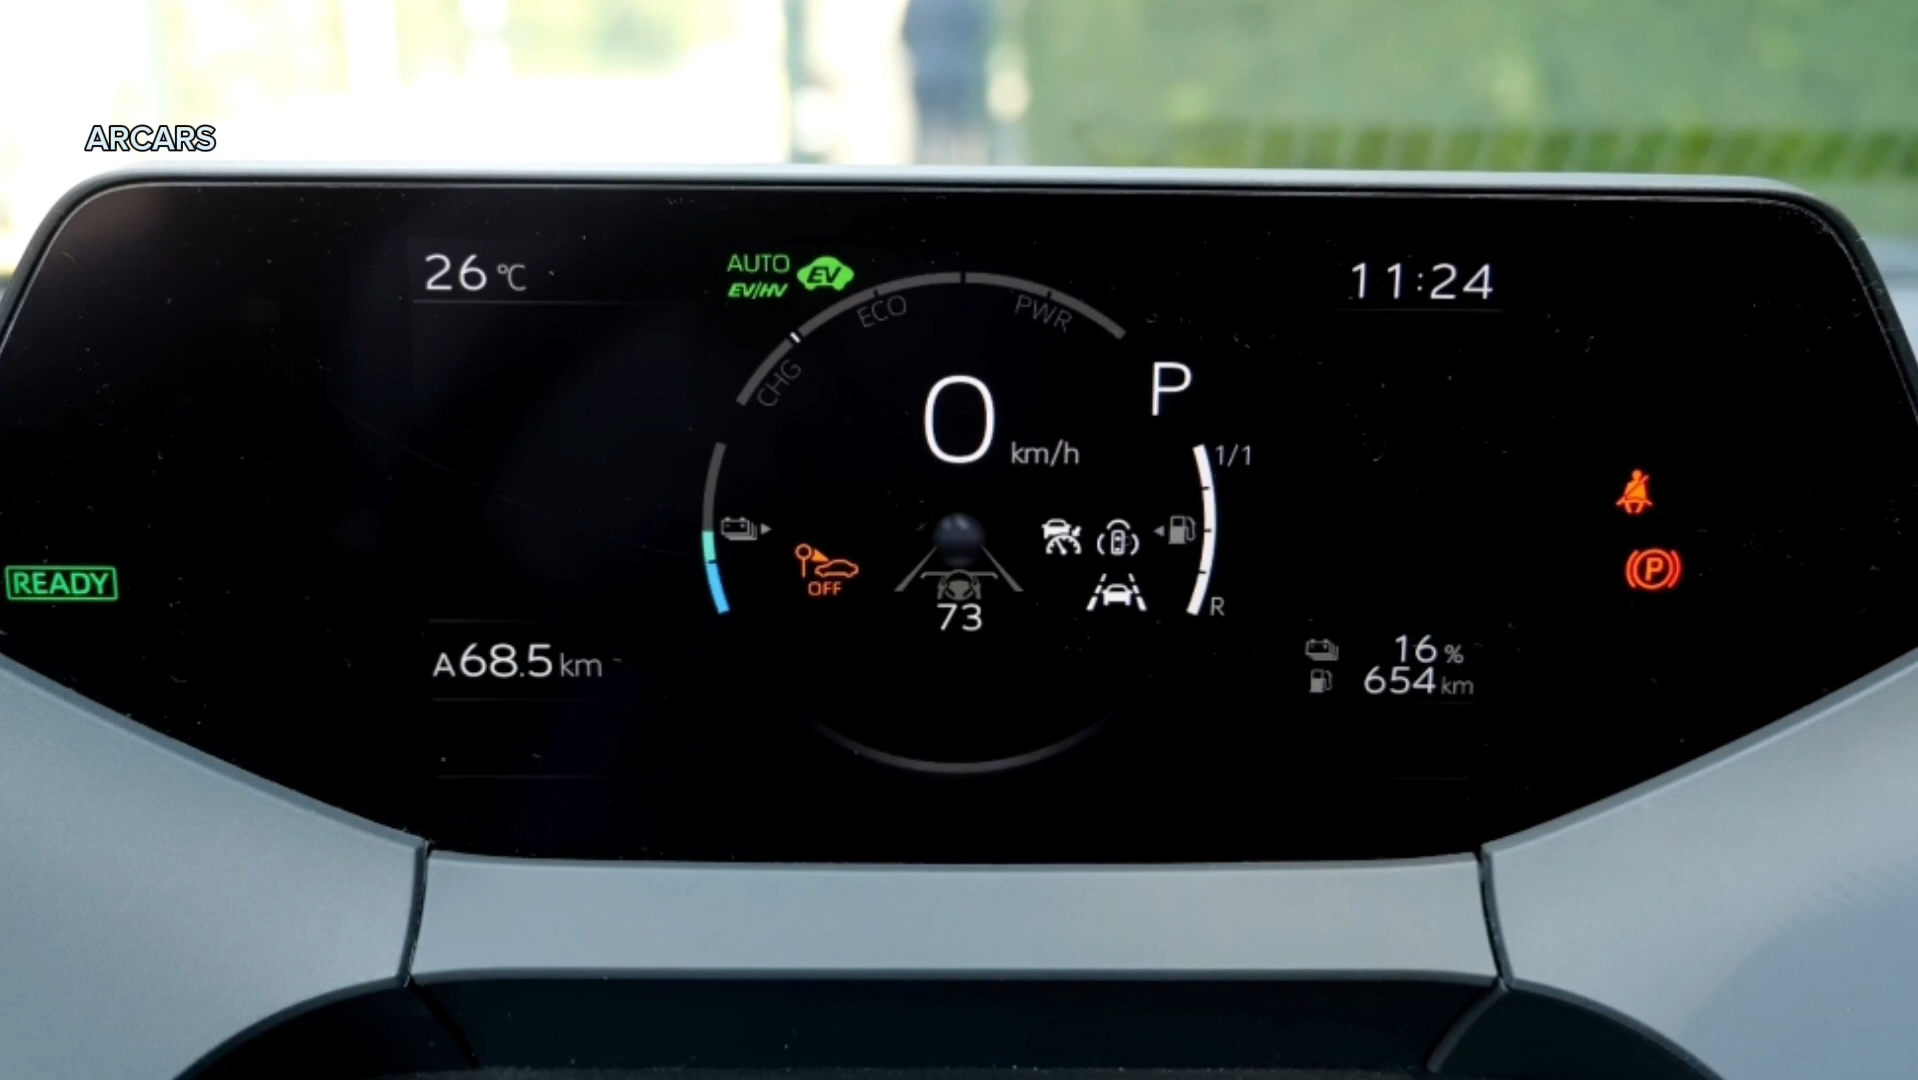 ARCARS
26 °C
AUTO
EV/HV
EV
11:24
CHG
ECO
PWR
0 km/h
P
1/1
R
OFF
73
READY
P
A68.5 km
16 %
654 km